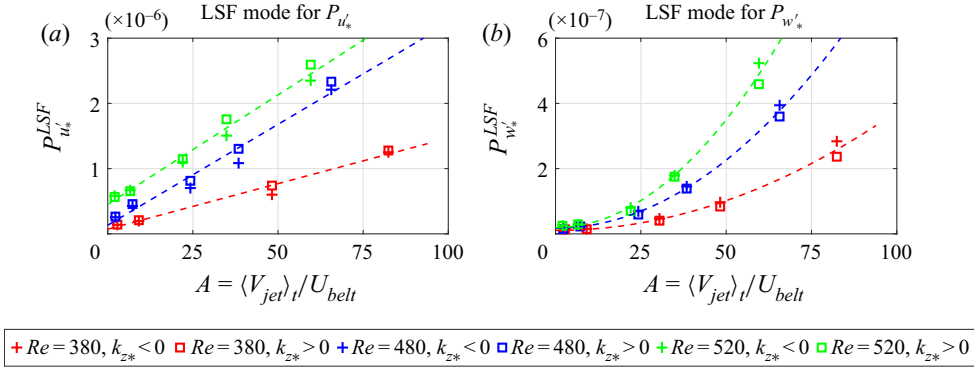 LSF mode for P_{u'_*}
LSF mode for P_{w'_*}
(a) (×10⁻⁶)
(b) (×10⁻⁷)
3
2
1
0 25 50 75 100
P^{LSF}_{u'_*}
A = ⟨V_{jet}⟩_t/U_{belt}
6
4
2
0 25 50 75 100
P^{LSF}_{w'_*}
A = ⟨V_{jet}⟩_t/U_{belt}
Re = 380, k_{z*} < 0 Re = 380, k_{z*} > 0 Re = 480, k_{z*} < 0 Re = 480, k_{z*} > 0 Re = 520, k_{z*} < 0 Re = 520, k_{z*} > 0